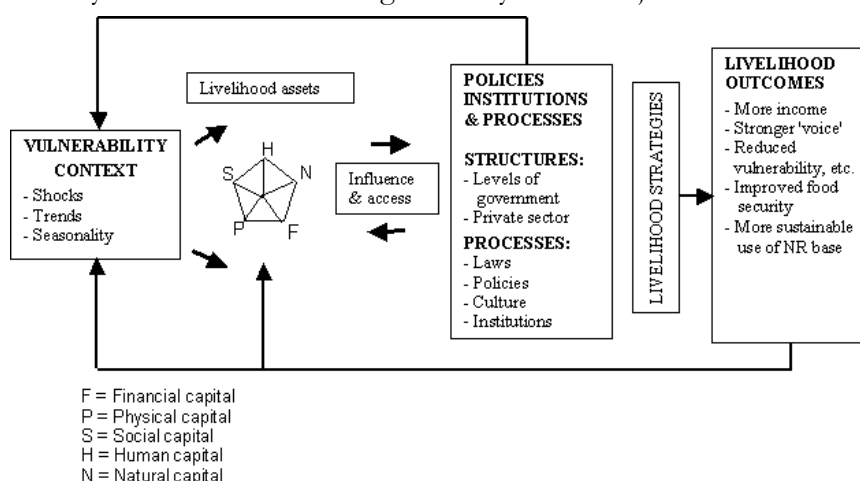 Livelihood assets
VULNERABILITY
CONTEXT
- Shocks
- Trends
- Seasonality
H
S
N
P
F
Influence
& access
POLICIES
INSTITUTIONS
& PROCESSES
STRUCTURES:
- Levels of
government
- Private sector
PROCESSES:
- Laws
- Policies
- Culture
- Institutions
LIVELIHOOD STRATEGIES
LIVELIHOOD
OUTCOMES
- More income
- Stronger 'voice'
- Reduced
vulnerability, etc.
- Improved food
security
- More sustainable
use of NR base
F = Financial capital
P = Physical capital
S = Social capital
H = Human capital
N = Natural capital